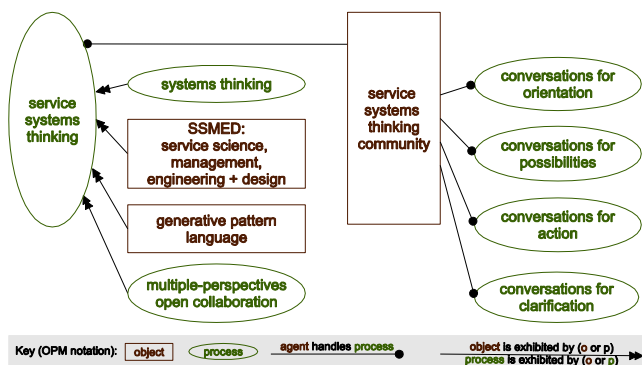 service
systems
thinking
systems thinking
SSMED:
service science,
management,
engineering + design
generative pattern
language
multiple-perspectives
open collaboration
service
systems
thinking
community
conversations for
orientation
conversations for
possibilities
conversations for
action
conversations for
clarification
Key (OPM notation):
object
process
agent handles process
object is exhibited by (o or p)
process is exhibited by (o or p)